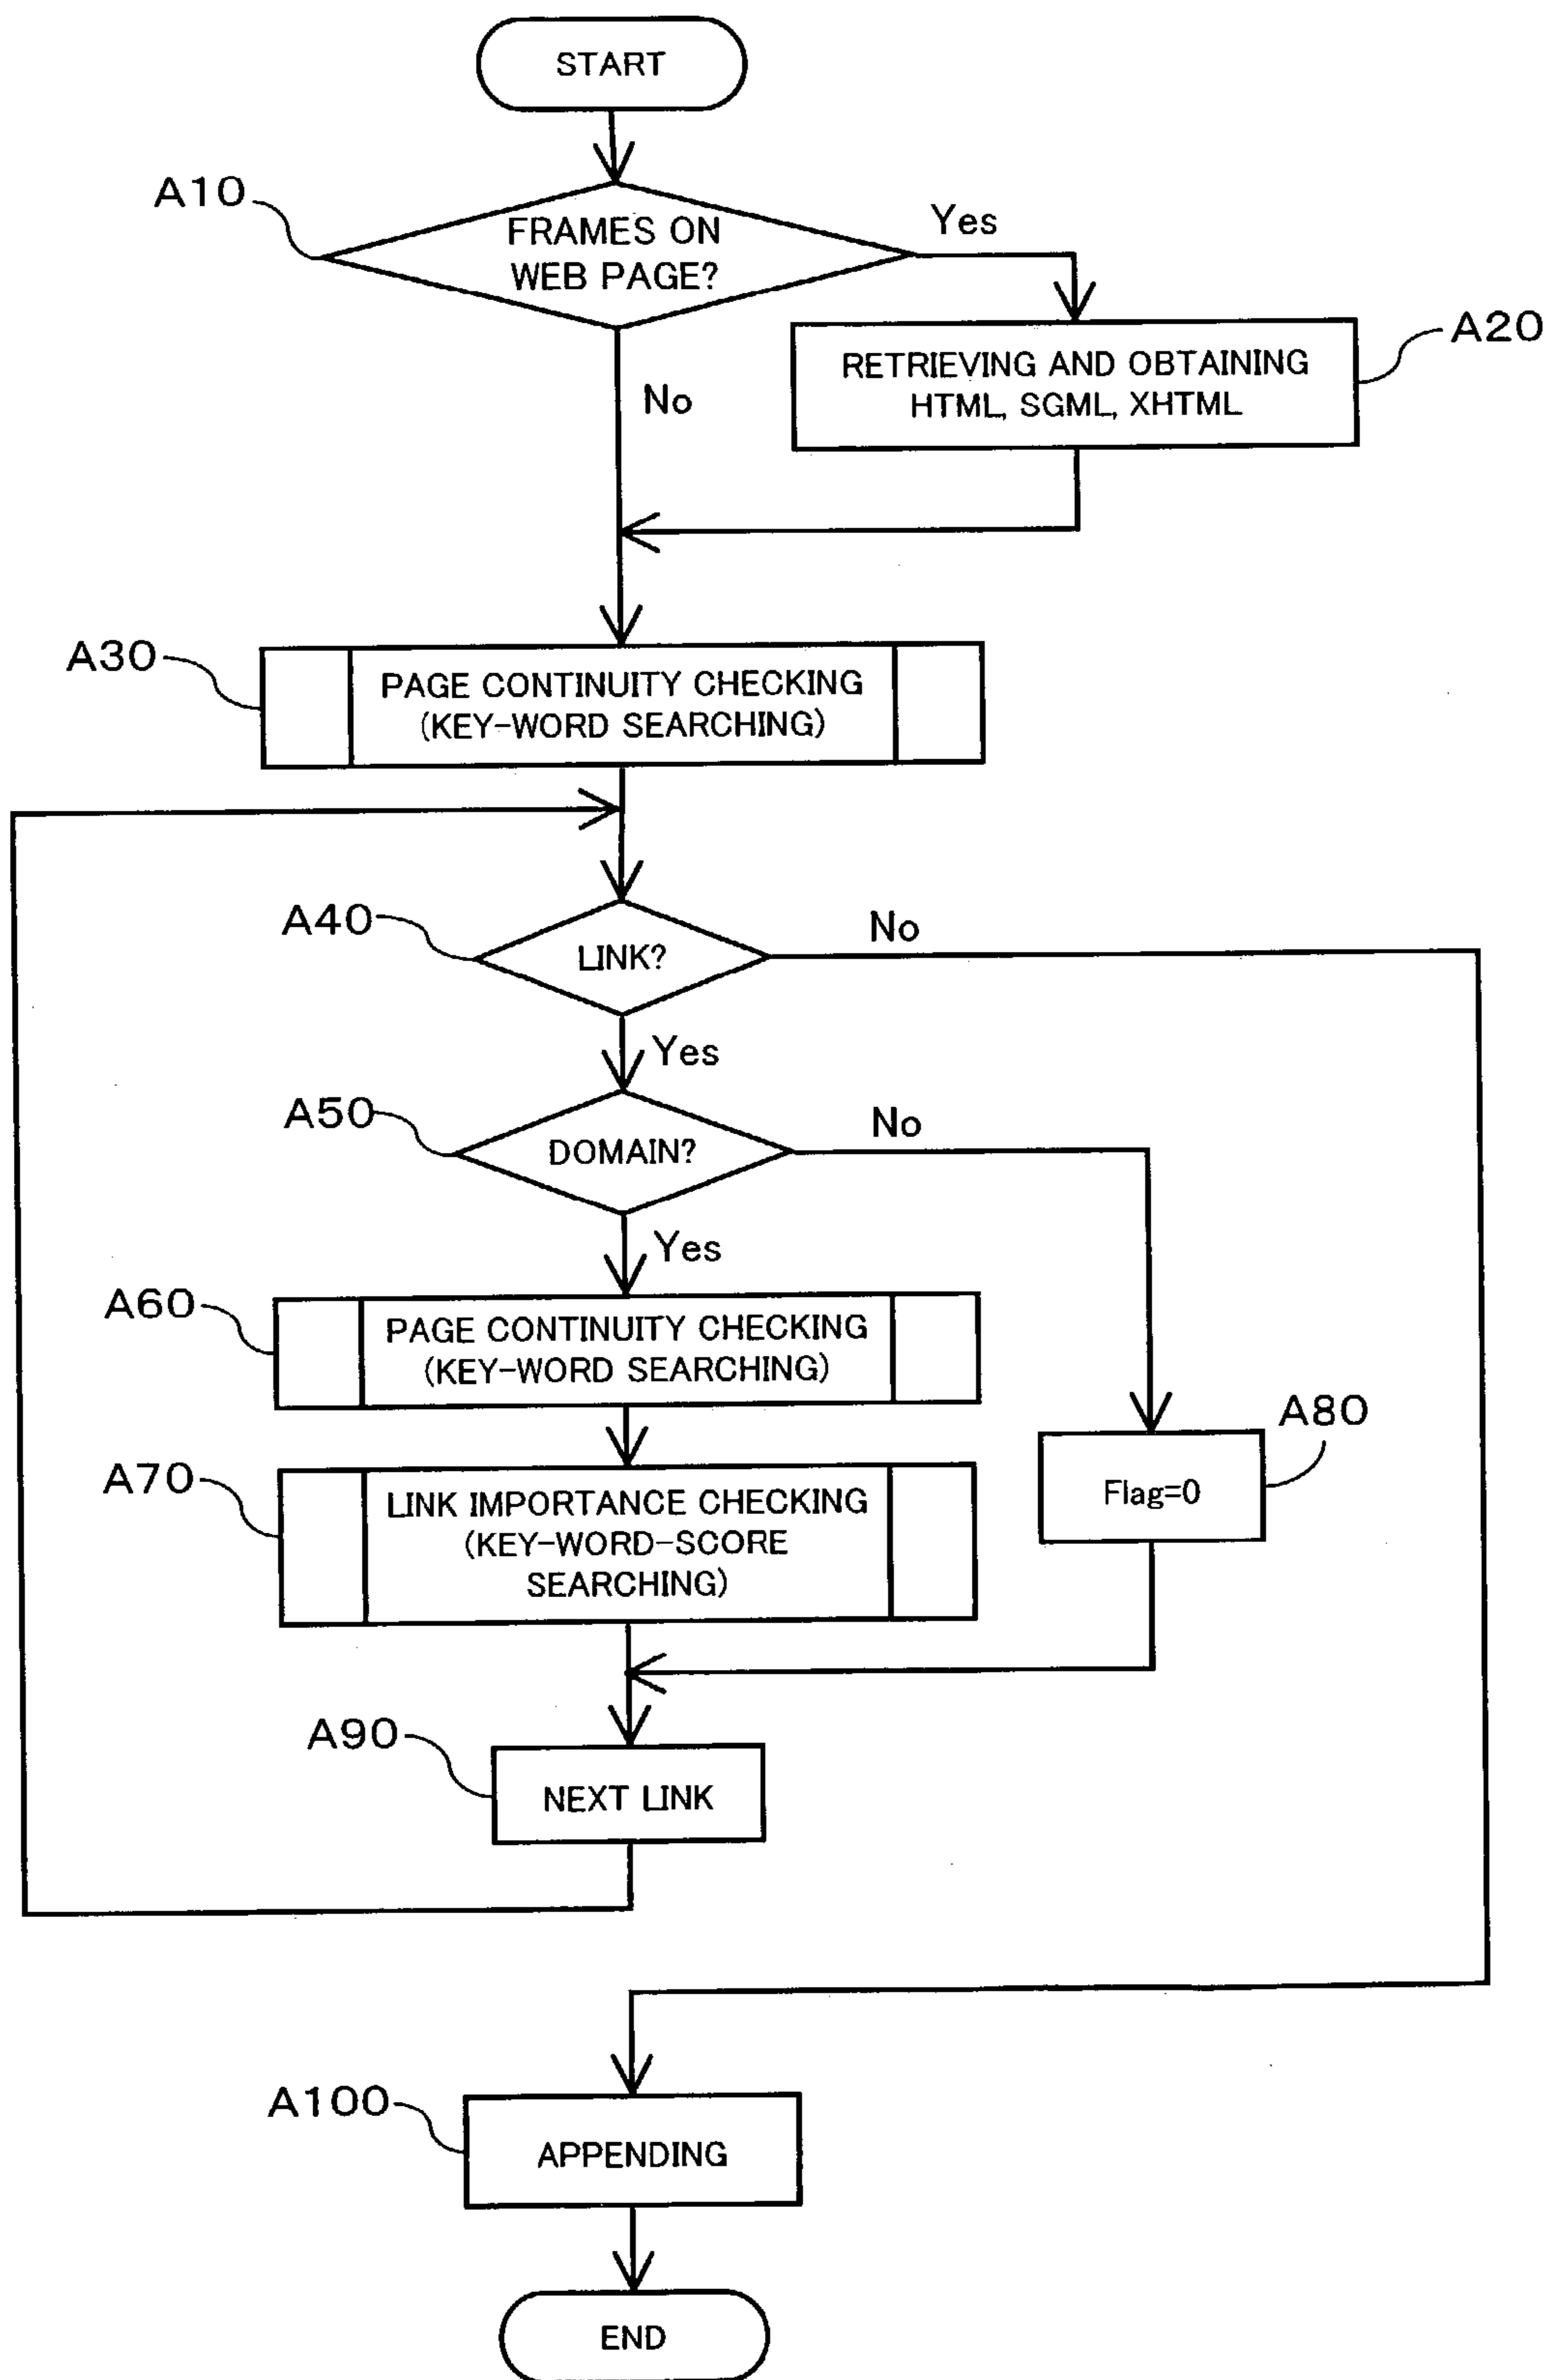 START
A10
FRAMES ON
WEB PAGE?
Yes
A20
RETRIEVING AND OBTAINING
HTML, SGML, XHTML
No
A30
PAGE CONTINUITY CHECKING
(KEY-WORD SEARCHING)
A40
LINK?
No
Yes
A50
DOMAIN?
No
Yes
A60
PAGE CONTINUITY CHECKING
(KEY-WORD SEARCHING)
A70
LINK IMPORTANCE CHECKING
(KEY-WORD-SCORE
SEARCHING)
A80
Flag=0
A90
NEXT LINK
A100
APPENDING
END